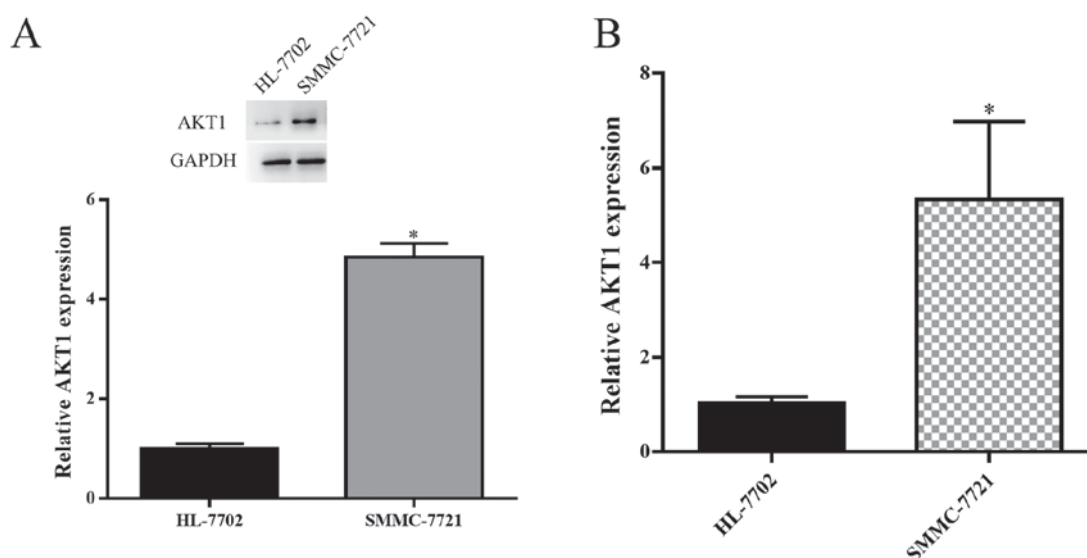 A
HL-7702
SMMC-7721
AKT1
GAPDH
Relative AKT1 expression
6
4
2
0
*
HL-7702
SMMC-7721
B
Relative AKT1 expression
8
6
4
2
0
*
HL-7702
SMMC-7721